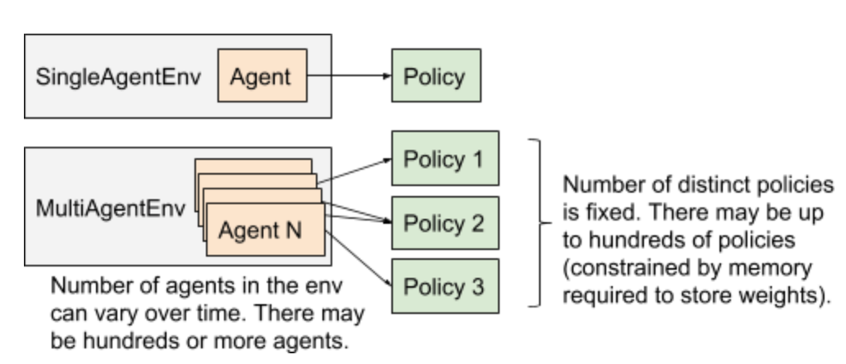 SingleAgentEnv
Agent
Policy
MultiAgentEnv
Agent N
Policy 1
Policy 2
Policy 3
Number of agents in the env
can vary over time. There may
be hundreds or more agents.
Number of distinct policies
is fixed. There may be up
to hundreds of policies
(constrained by memory
required to store weights).